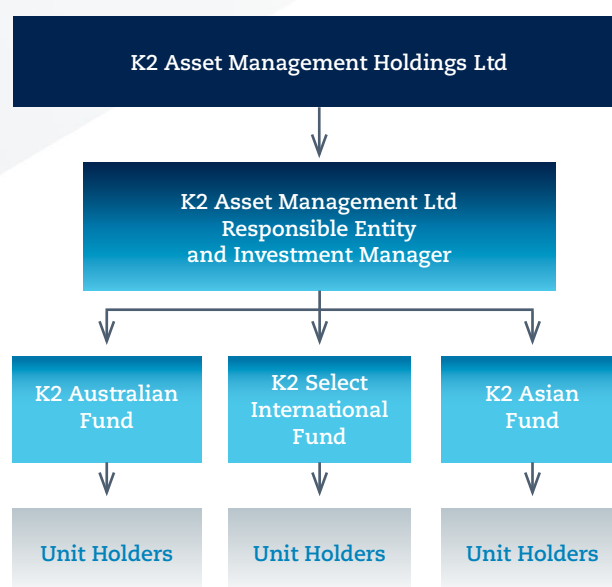 K2 Asset Management Holdings Ltd
K2 Asset Management Ltd
Responsible Entity
and Investment Manager
K2 Australian
Fund
K2 Select
International
Fund
K2 Asian
Fund
Unit Holders
Unit Holders
Unit Holders